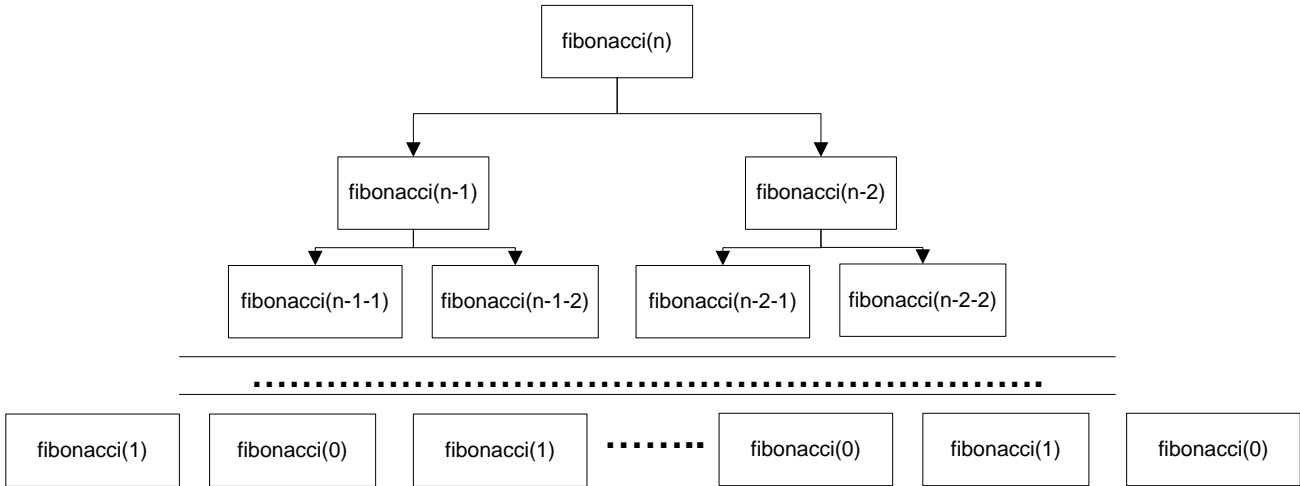 fibonacci(n)
fibonacci(n-1)
fibonacci(n-2)
fibonacci(n-1-1)
fibonacci(n-1-2)
fibonacci(n-2-1)
fibonacci(n-2-2)
fibonacci(1)
fibonacci(0)
fibonacci(1)
fibonacci(0)
fibonacci(1)
fibonacci(0)